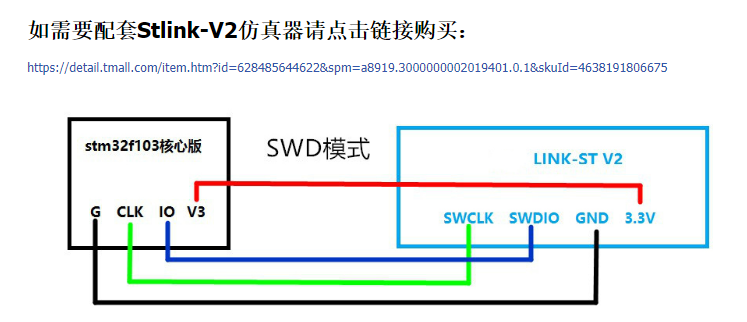 如需要配套Stlink-V2仿真器请点击链接购买：
https://detail.tmall.com/item.htm?id=628485644622&spm=a8919.3000000002019401.0.1&skuId=4638191806675
stm32f103核心版
SWD模式
LINK-ST V2
G CLK IO V3
SWCLK SWDIO GND 3.3V